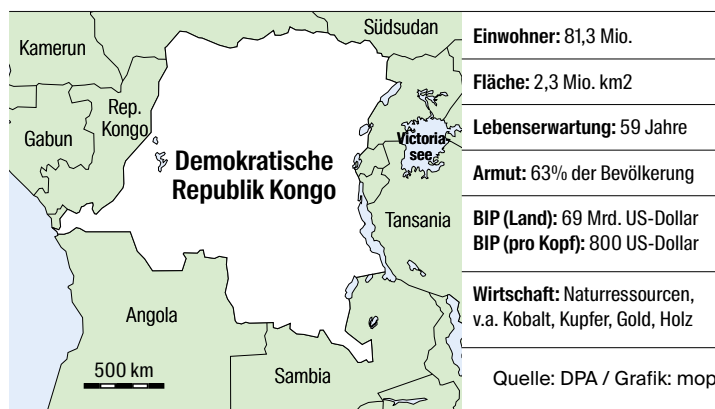 Kamerun
Südsudan
Rep.
Kongo
Gabun
Victoria-
see
Demokratische
Republik Kongo
Tansania
Angola
500 km
Sambia
Einwohner: 81,3 Mio.
Fläche: 2,3 Mio. km2
Lebenserwartung: 59 Jahre
Armut: 63% der Bevölkerung
BIP (Land): 69 Mrd. US-Dollar
BIP (pro Kopf): 800 US-Dollar
Wirtschaft: Naturressourcen,
v.a. Kobalt, Kupfer, Gold, Holz
Quelle: DPA / Grafik: mop